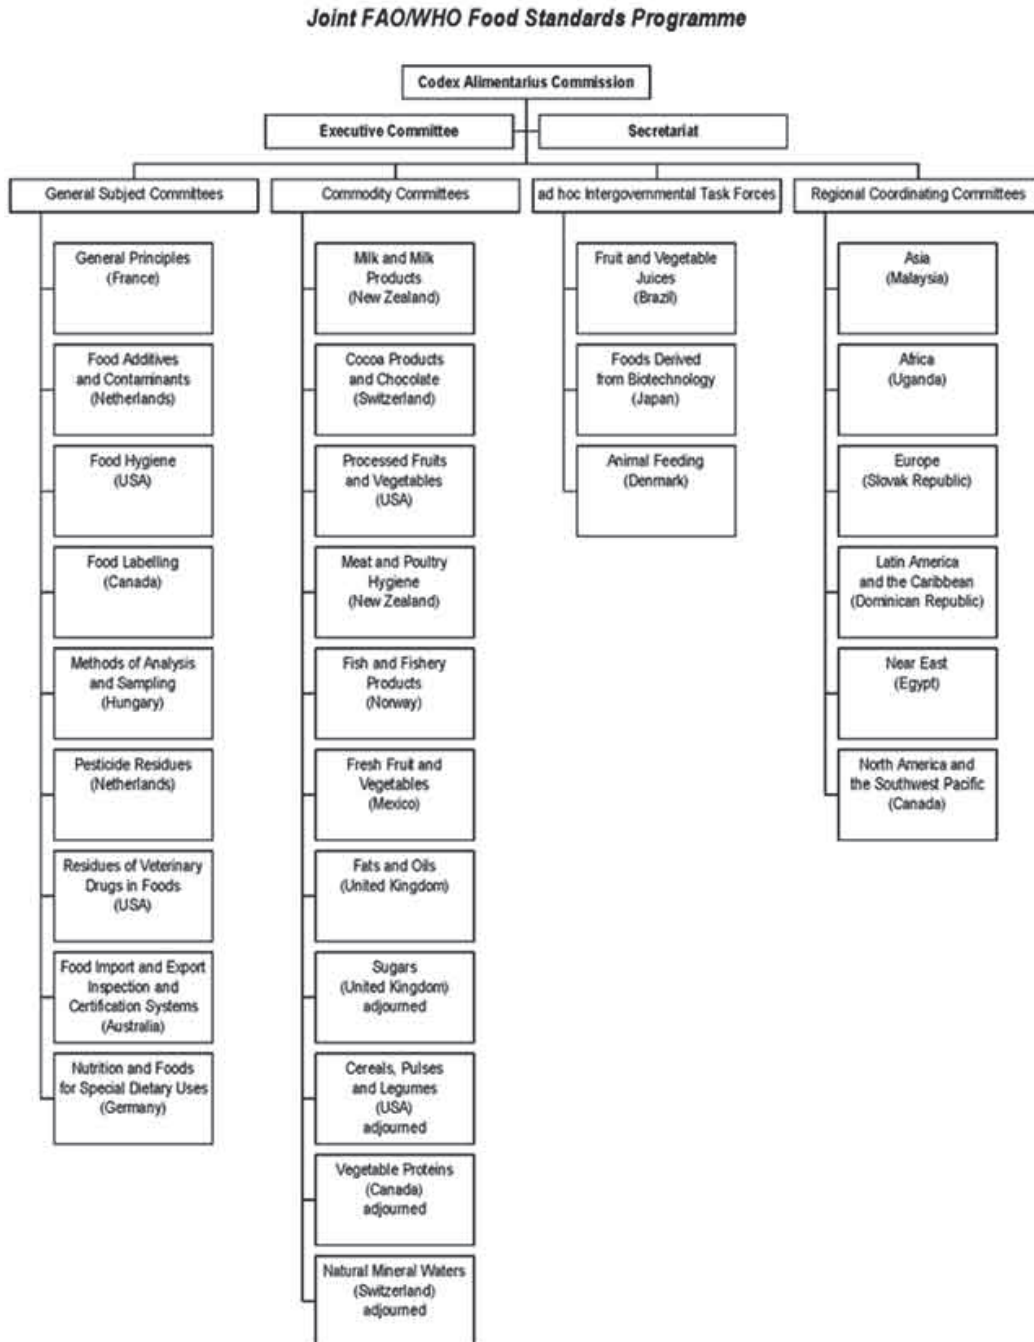 Joint FAO/WHO Food Standards Programme
Codex Alimentarius Commission
Executive Committee
Secretariat
General Subject Committees
Commodity Committees
ad hoc Intergovernmental Task Forces
Regional Coordinating Committees
General Principles
(France)
Food Additives
and Contaminants
(Netherlands)
Food Hygiene
(USA)
Food Labelling
(Canada)
Methods of Analysis
and Sampling
(Hungary)
Pesticide Residues
(Netherlands)
Residues of Veterinary
Drugs in Foods
(USA)
Food Import and Export
Inspection and
Certification Systems
(Australia)
Nutrition and Foods
for Special Dietary Uses
(Germany)
Milk and Milk
Products
(New Zealand)
Cocoa Products
and Chocolate
(Switzerland)
Processed Fruits
and Vegetables
(USA)
Meat and Poultry
Hygiene
(New Zealand)
Fish and Fishery
Products
(Norway)
Fresh Fruit and
Vegetables
(Mexico)
Fats and Oils
(United Kingdom)
Sugars
(United Kingdom)
adjourned
Cereals, Pulses
and Legumes
(USA)
adjourned
Vegetable Proteins
(Canada)
adjourned
Natural Mineral Waters
(Switzerland)
adjourned
Fruit and Vegetable
Juices
(Brazil)
Foods Derived
from Biotechnology
(Japan)
Animal Feeding
(Denmark)
Asia
(Malaysia)
Africa
(Uganda)
Europe
(Slovak Republic)
Latin America
and the Caribbean
(Dominican Republic)
Near East
(Egypt)
North America and
the Southwest Pacific
(Canada)